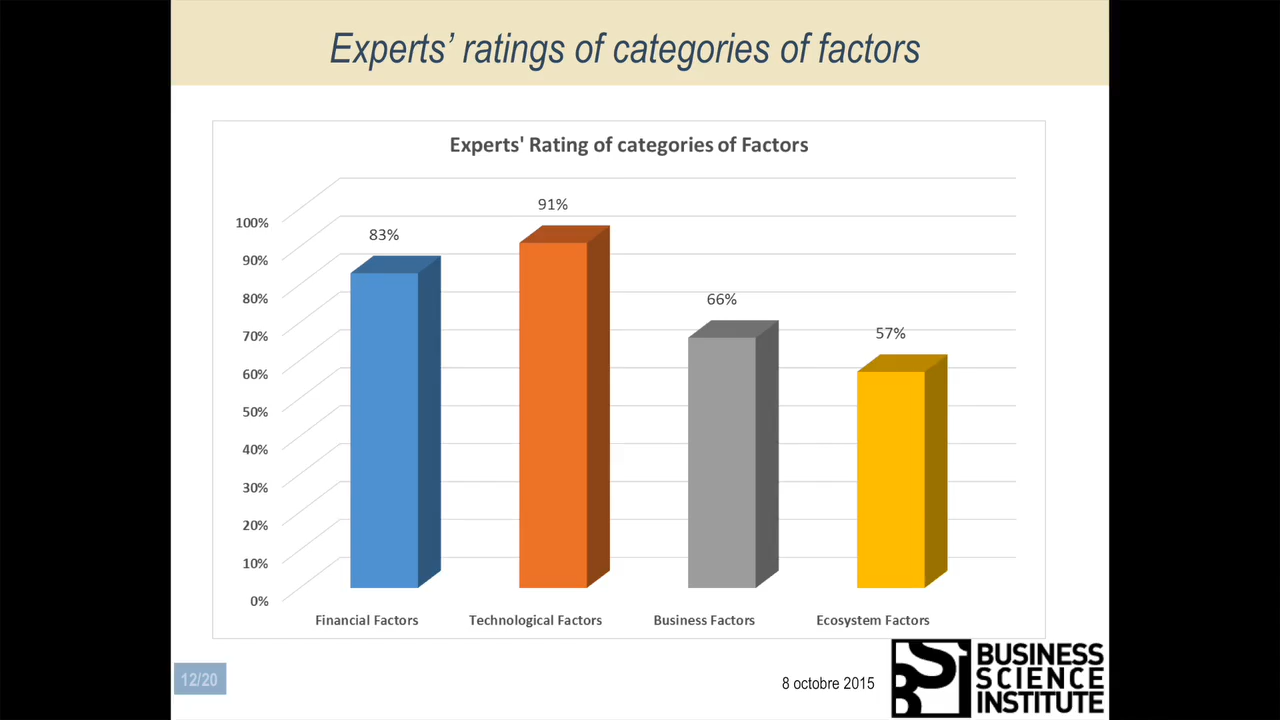 Experts’ ratings of categories of factors
Experts' Rating of categories of Factors
100%
90%
80%
70%
60%
50%
40%
30%
20%
10%
0%
83%
91%
66%
57%
Financial Factors
Technological Factors
Business Factors
Ecosystem Factors
12/20
8 octobre 2015
BSi
BUSINESS
SCIENCE
INSTITUTE